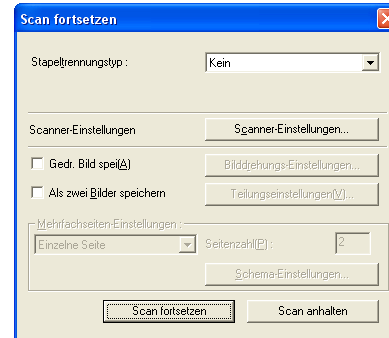 Scan fortsetzen
Stapeltrennungstyp : Kein
Scanner-Einstellungen Scanner-Einstellungen...
Gedr. Bild spei(A) Bilddrehungs-Einstellungen...
Als zwei Bilder speichern Teilungseinstellungen(V)...
Mehrfachseiten-Einstellungen :
Einzelne Seite Seitenzahl(P) : 2
Schema-Einstellungen...
Scan fortsetzen Scan anhalten